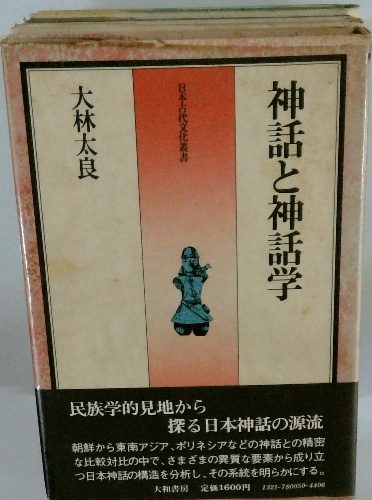 神話と神話学
日本古代文化叢書
大林太良
民族学的見地から
探る日本神話の源流
朝鮮から東南アジア、ポリネシアなどの神話との精密
な比較対比の中で、さまざまの異質な要素から成り立
つ日本神話の構造を分析し、その系統を明らかにする。
大和書房 定価1600円 1321-780050-4406